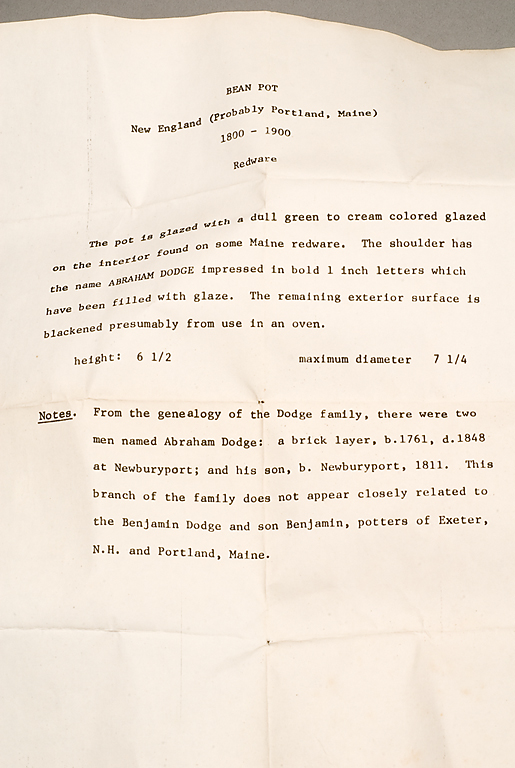 BEAN POT
New England (Probably Portland, Maine)
1800 - 1900
Redware
The pot is glazed with a dull green to cream colored glazed
on the interior found on some Maine redware. The shoulder has
the name ABRAHAM DODGE impressed in bold 1 inch letters which
have been filled with glaze. The remaining exterior surface is
blackened presumably from use in an oven.
height: 6 1/2 maximum diameter 7 1/4
Notes. From the genealogy of the Dodge family, there were two
men named Abraham Dodge: a brick layer, b.1761, d.1848
at Newburyport; and his son, b. Newburyport, 1811. This
branch of the family does not appear closely related to
the Benjamin Dodge and son Benjamin, potters of Exeter,
N.H. and Portland, Maine.